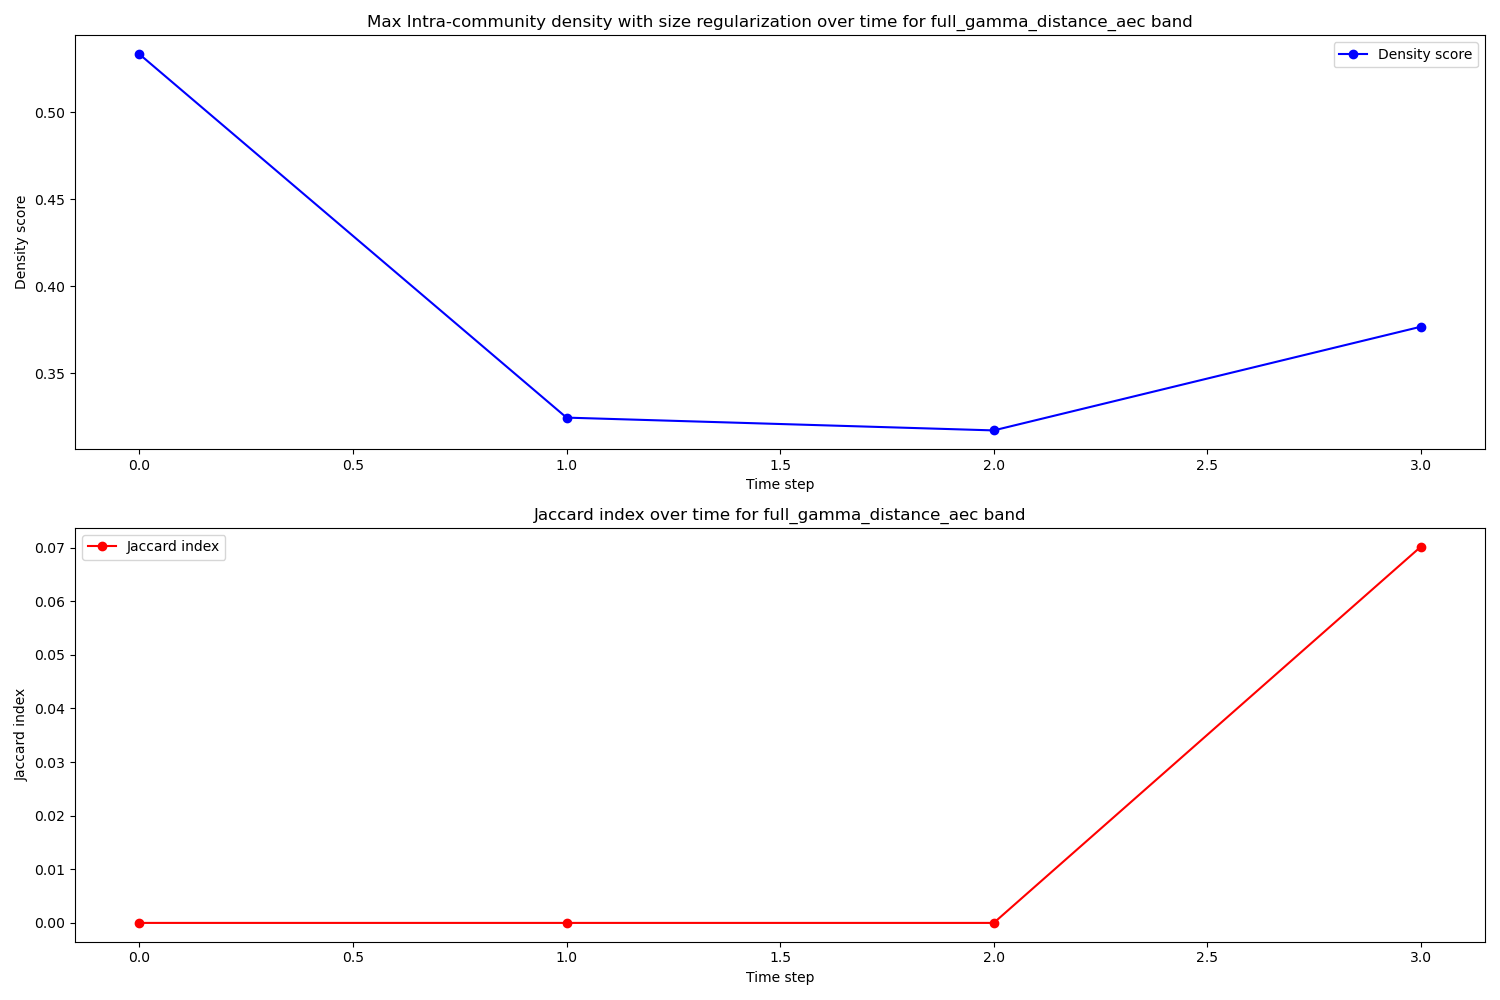 Max Intra-community density with size regularization over time for full_gamma_distance_aec band
Density score
0.50
0.45
0.40
0.35
Density score
0.0 0.5 1.0 1.5 2.0 2.5 3.0
Time step
Jaccard index over time for full_gamma_distance_aec band
Jaccard index
0.07
0.06
0.05
0.04
0.03
0.02
0.01
0.00
Jaccard index
0.0 0.5 1.0 1.5 2.0 2.5 3.0
Time step